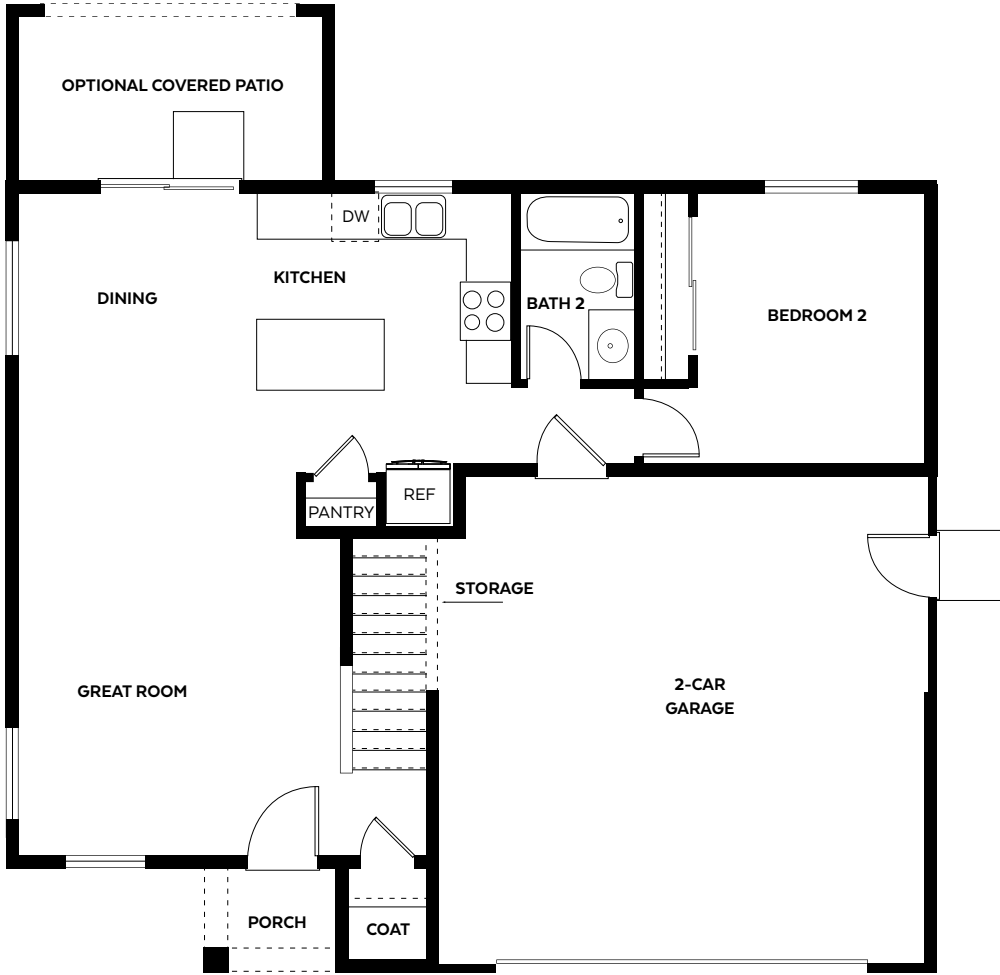 OPTIONAL COVERED PATIO
DW
KITCHEN
DINING
BATH 2
BEDROOM 2
REF
PANTRY
STORAGE
2-CAR
GARAGE
GREAT ROOM
PORCH
COAT